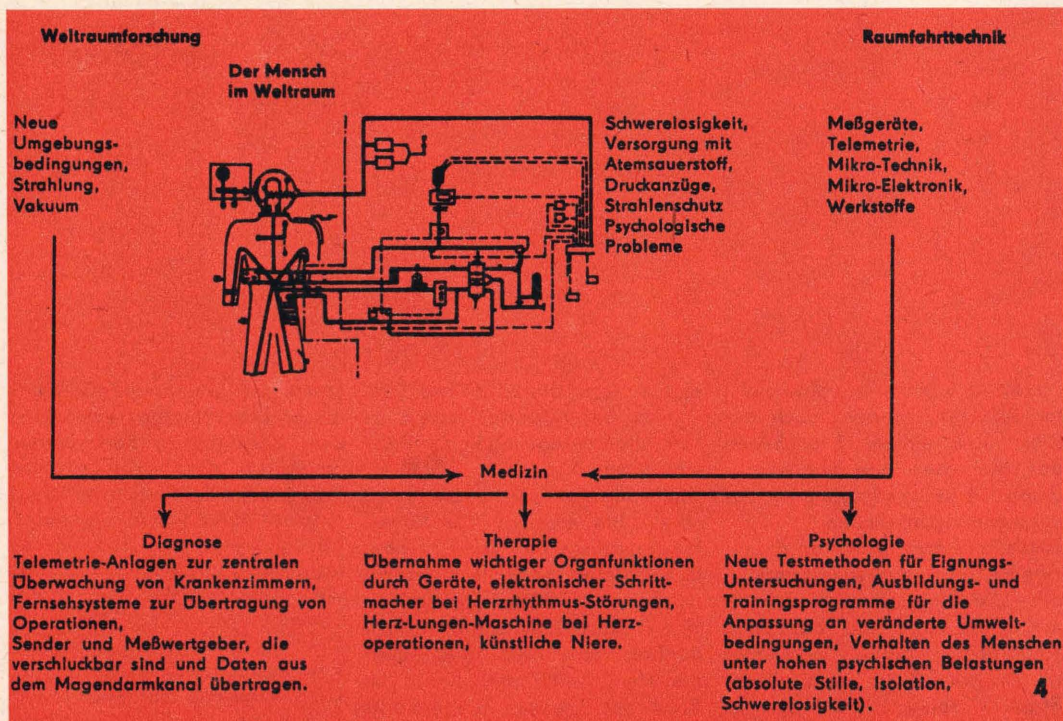 Weltraumforschung
Raumfahrttechnik
Der Mensch
im Weltraum
Neue
Umgebungs-
bedingungen,
Strahlung,
Vakuum
Schwerelosigkeit,
Versorgung mit
Atemsauerstoff,
Druckanzüge,
Strahlenschutz
Psychologische
Probleme
Meßgeräte,
Telemetrie,
Mikro-Technik,
Mikro-Elektronik,
Werkstoffe
Medizin
Diagnose
Telemetrie-Anlagen zur zentralen
Überwachung von Krankenzimmern,
Fernsehsysteme zur Übertragung von
Operationen,
Sender und Meßwertgeber, die
verschluckbar sind und Daten aus
dem Magendarmkanal übertragen.
Therapie
Übernahme wichtiger Organfunktionen
durch Geräte, elektronischer Schritt-
macher bei Herzrhythmus-Störungen,
Herz-Lungen-Maschine bei Herz-
operationen, künstliche Niere.
Psychologie
Neue Testmethoden für Eignungs-
Untersuchungen, Ausbildungs- und
Trainingsprogramme für die
Anpassung an veränderte Umwelt-
bedingungen, Verhalten des Menschen
unter hohen psychischen Belastungen
(absolute Stille, Isolation,
Schwerelosigkeit).
4